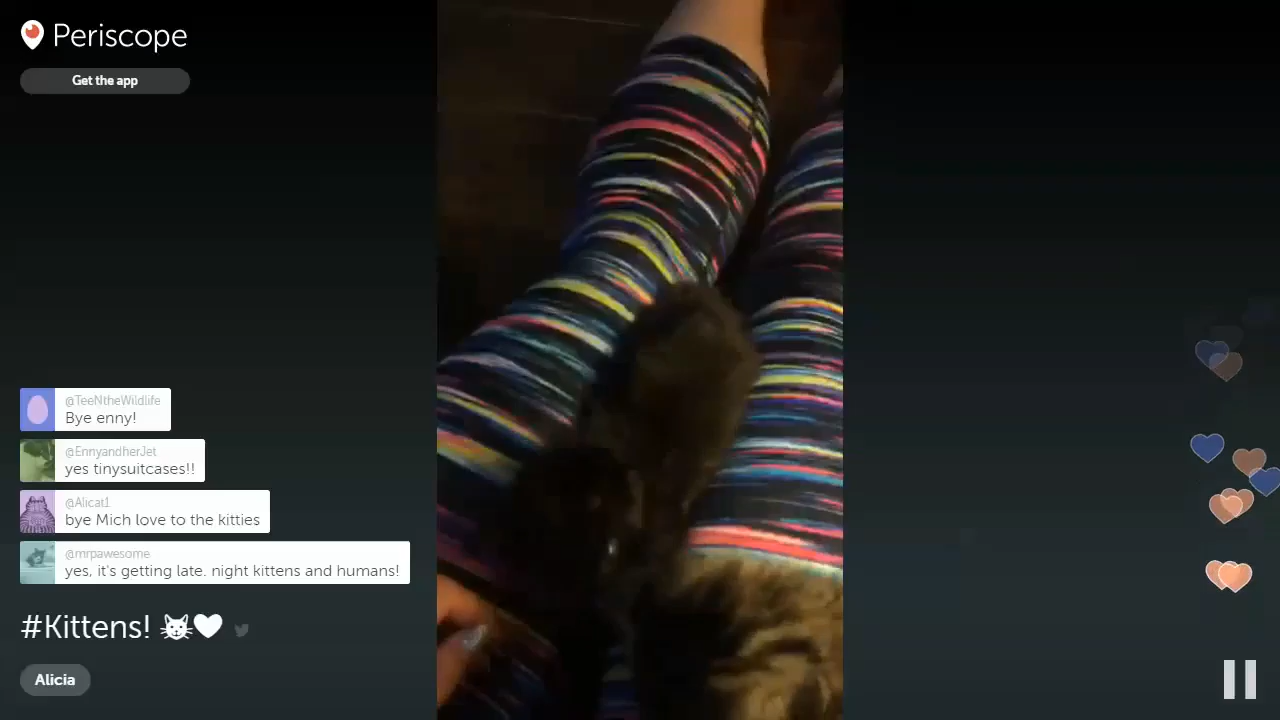 Periscope
Get the app
@TeeNtheWildlife
Bye enny!
@EnnyandherJet
yes tinysuitcases!!
@Alicat1
bye Mich love to the kitties
@mrpawesome
yes, it's getting late. night kittens and humans!
#Kittens! 🐱❤
Alicia